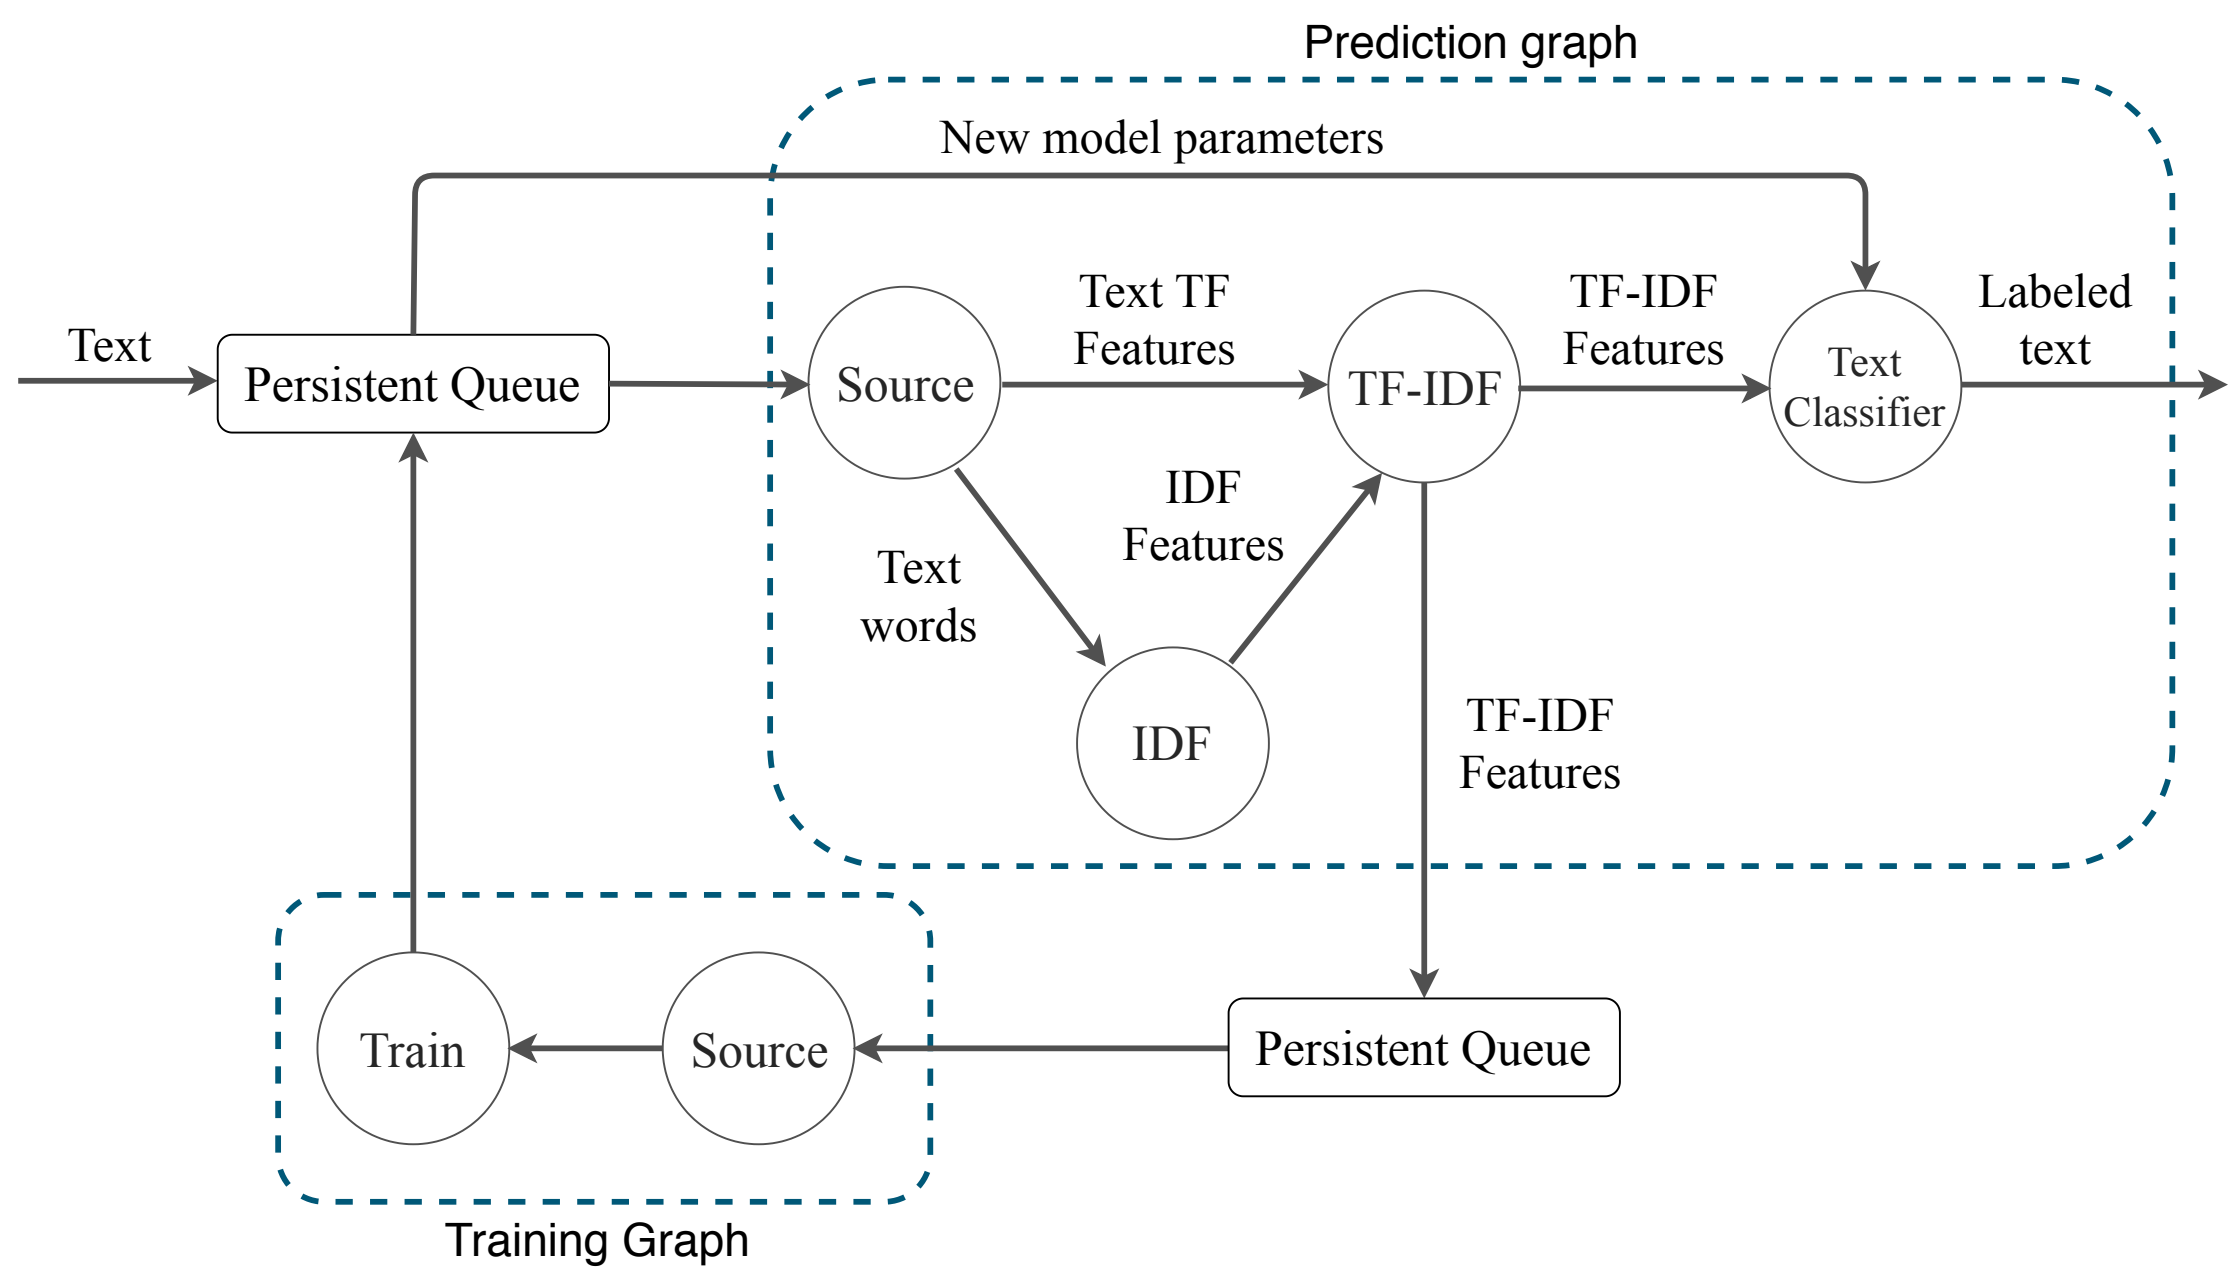 Prediction graph
New model parameters
Text
Persistent Queue
Source
Text TF
Features
TF-IDF
TF-IDF
Features
Text
Classifier
Labeled
text
Text
words
IDF
Features
IDF
TF-IDF
Features
Train
Source
Persistent Queue
Training Graph